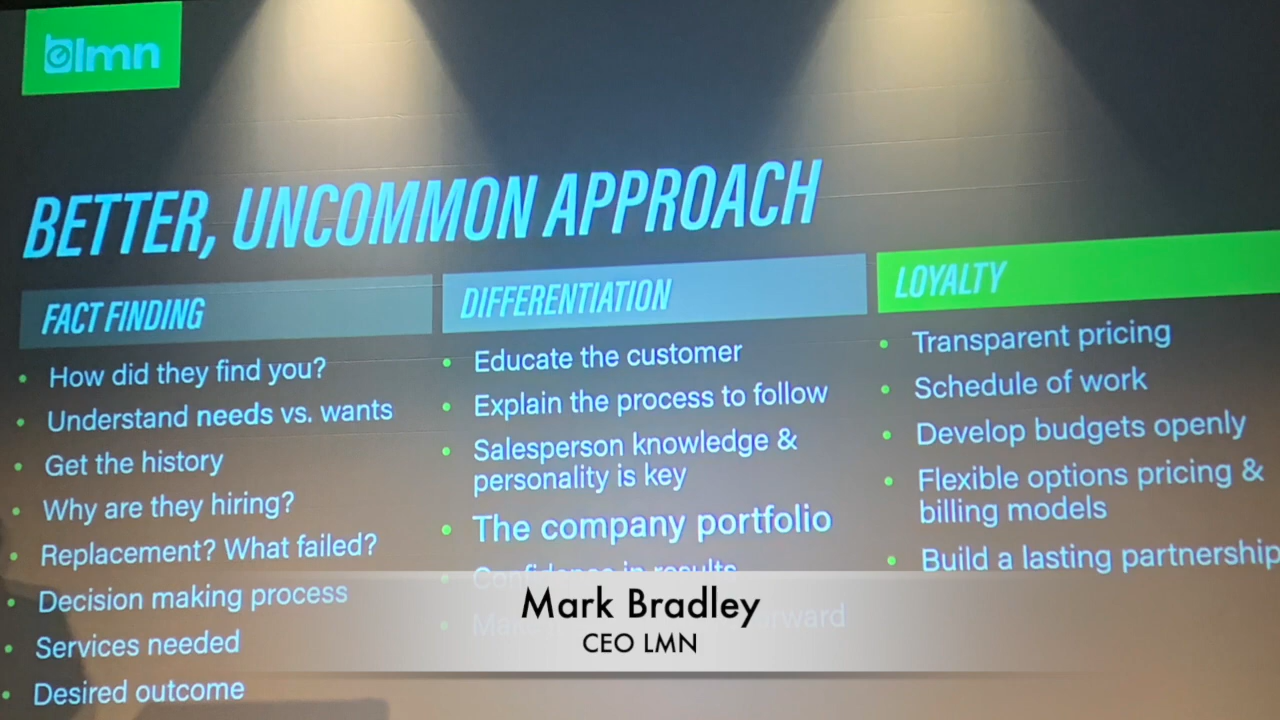 lmn
BETTER, UNCOMMON APPROACH
FACT FINDING
• How did they find you?
• Understand needs vs. wants
• Get the history
• Why are they hiring?
• Replacement? What failed?
• Decision making process
• Services needed
• Desired outcome
DIFFERENTIATION
• Educate the customer
• Explain the process to follow
• Salesperson knowledge &
personality is key
• The company portfolio
• Confidence in results
LOYALTY
• Transparent pricing
• Schedule of work
• Develop budgets openly
• Flexible options pricing &
billing models
• Build a lasting partnership
Mark Bradley
CEO LMN